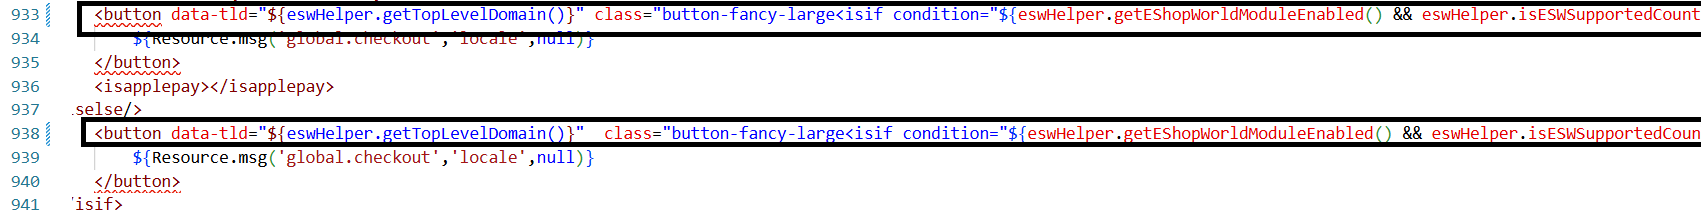 933 <button data-tld="${eswHelper.getTopLevelDomain()}" class="button-fancy-large<isif condition="${eswHelper.getEShopWorldModuleEnabled() && eswHelper.isESWSupportedCount
934 ${Resource.msg('global.checkout','locale',null)}
935 </button>
936 <isapplepay></isapplepay>
937 selse/>
938 <button data-tld="${eswHelper.getTopLevelDomain()}"  class="button-fancy-large<isif condition="${eswHelper.getEShopWorldModuleEnabled() && eswHelper.isESWSupportedCoun
939 ${Resource.msg('global.checkout','locale',null)}
940 </button>
941 'isif>